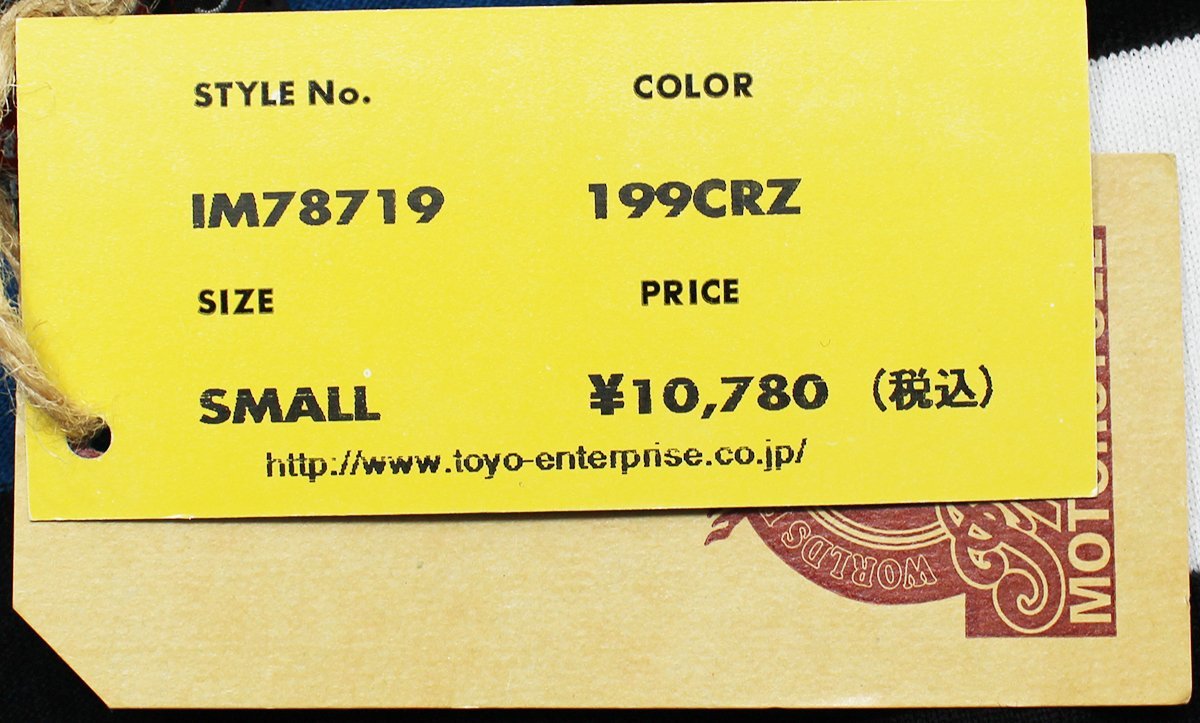 STYLE No. COLOR
IM78719 199CRZ
SIZE PRICE
SMALL ¥10,780 (税込)
http://www.toyo-enterprise.co.jp/
WORLDS